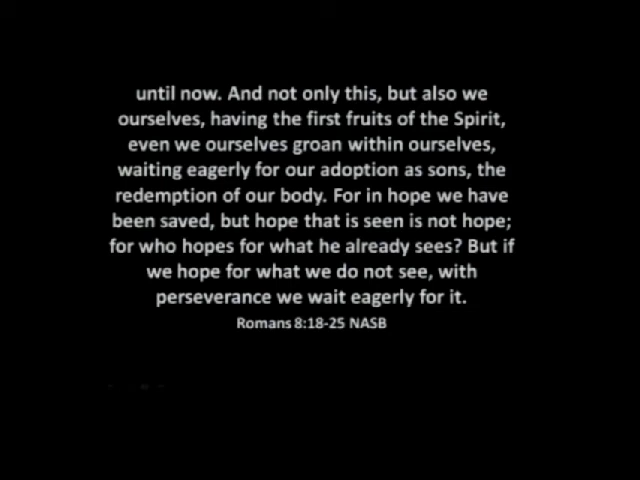 until now. And not only this, but also we
ourselves, having the first fruits of the Spirit,
even we ourselves groan within ourselves,
waiting eagerly for our adoption as sons, the
redemption of our body. For in hope we have
been saved, but hope that is seen is not hope;
for who hopes for what he already sees? But if
we hope for what we do not see, with
perseverance we wait eagerly for it.
Romans 8:18-25 NASB